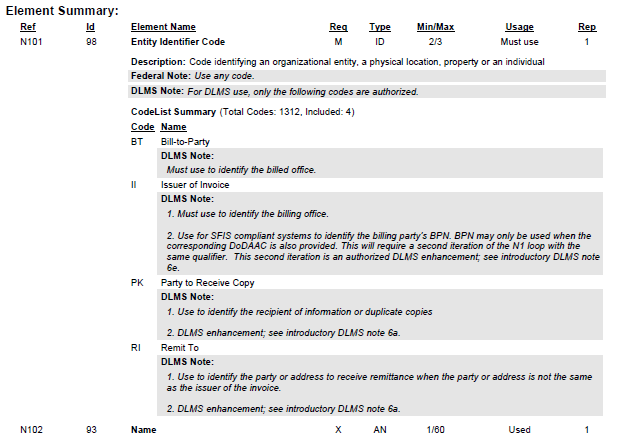 Element Summary:
Ref Id Element Name Req Type Min/Max Usage Rep
N101 98 Entity Identifier Code M ID 2/3 Must use 1
Description: Code identifying an organizational entity, a physical location, property or an individual
Federal Note: Use any code.
DLMS Note: For DLMS use, only the following codes are authorized.
CodeList Summary (Total Codes: 1312, Included: 4)
Code Name
BT Bill-to-Party
DLMS Note:
Must use to identify the billed office.
II Issuer of Invoice
DLMS Note:
1. Must use to identify the billing office.
2. Use for SFIS compliant systems to identify the billing party's BPN. BPN may only be used when the
corresponding DoDAAC is also provided. This will require a second iteration of the N1 loop with the
same qualifier. This second iteration is an authorized DLMS enhancement; see introductory DLMS note
6e.
PK Party to Receive Copy
DLMS Note:
1. Use to identify the recipient of information or duplicate copies
2. DLMS enhancement; see introductory DLMS note 6a.
RI Remit To
DLMS Note:
1. Use to identify the party or address to receive remittance when the party or address is not the same
as the issuer of the invoice.
2. DLMS enhancement; see introductory DLMS note 6a.
N102 93 Name X AN 1/60 Used 1